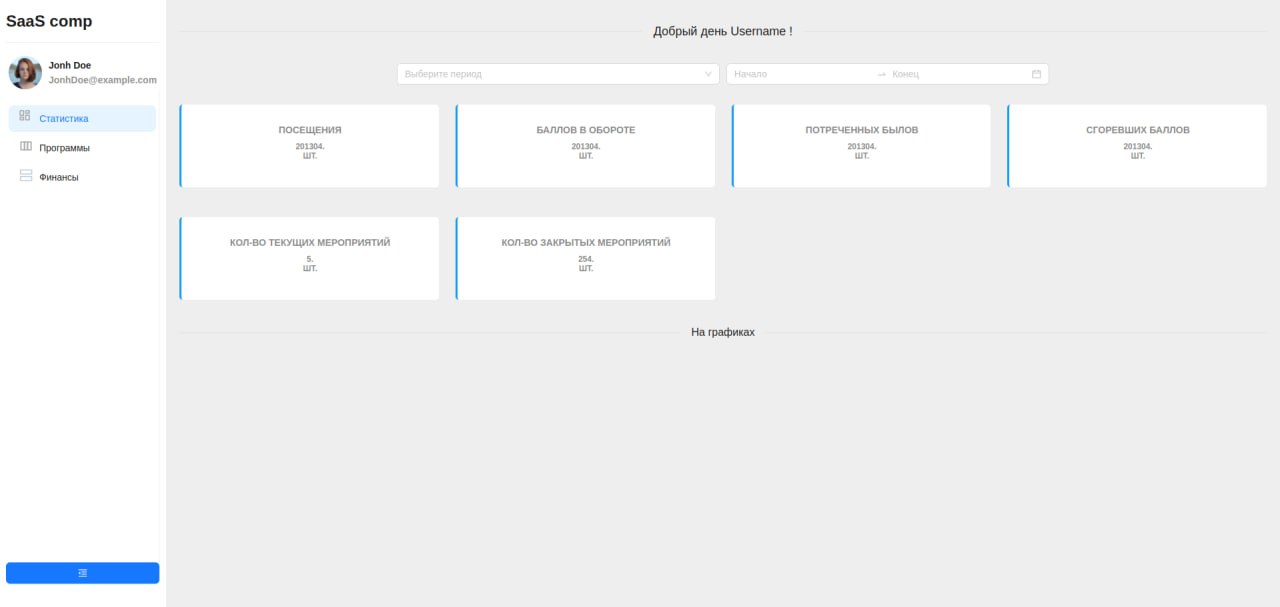 SaaS comp
Jonh Doe
JonhDoe@example.com
Статистика
Программы
Финансы
Добрый день Username !
Выберите период
Начало
Конец
ПОСЕЩЕНИЯ
201304.
ШТ.
БАЛЛОВ В ОБОРОТЕ
201304.
ШТ.
ПОТРЕЧЕННЫХ БЫЛОВ
201304.
ШТ.
СГОРЕВШИХ БАЛЛОВ
201304.
ШТ.
КОЛ-ВО ТЕКУЩИХ МЕРОПРИЯТИЙ
5.
ШТ.
КОЛ-ВО ЗАКРЫТЫХ МЕРОПРИЯТИЙ
254.
ШТ.
На графиках